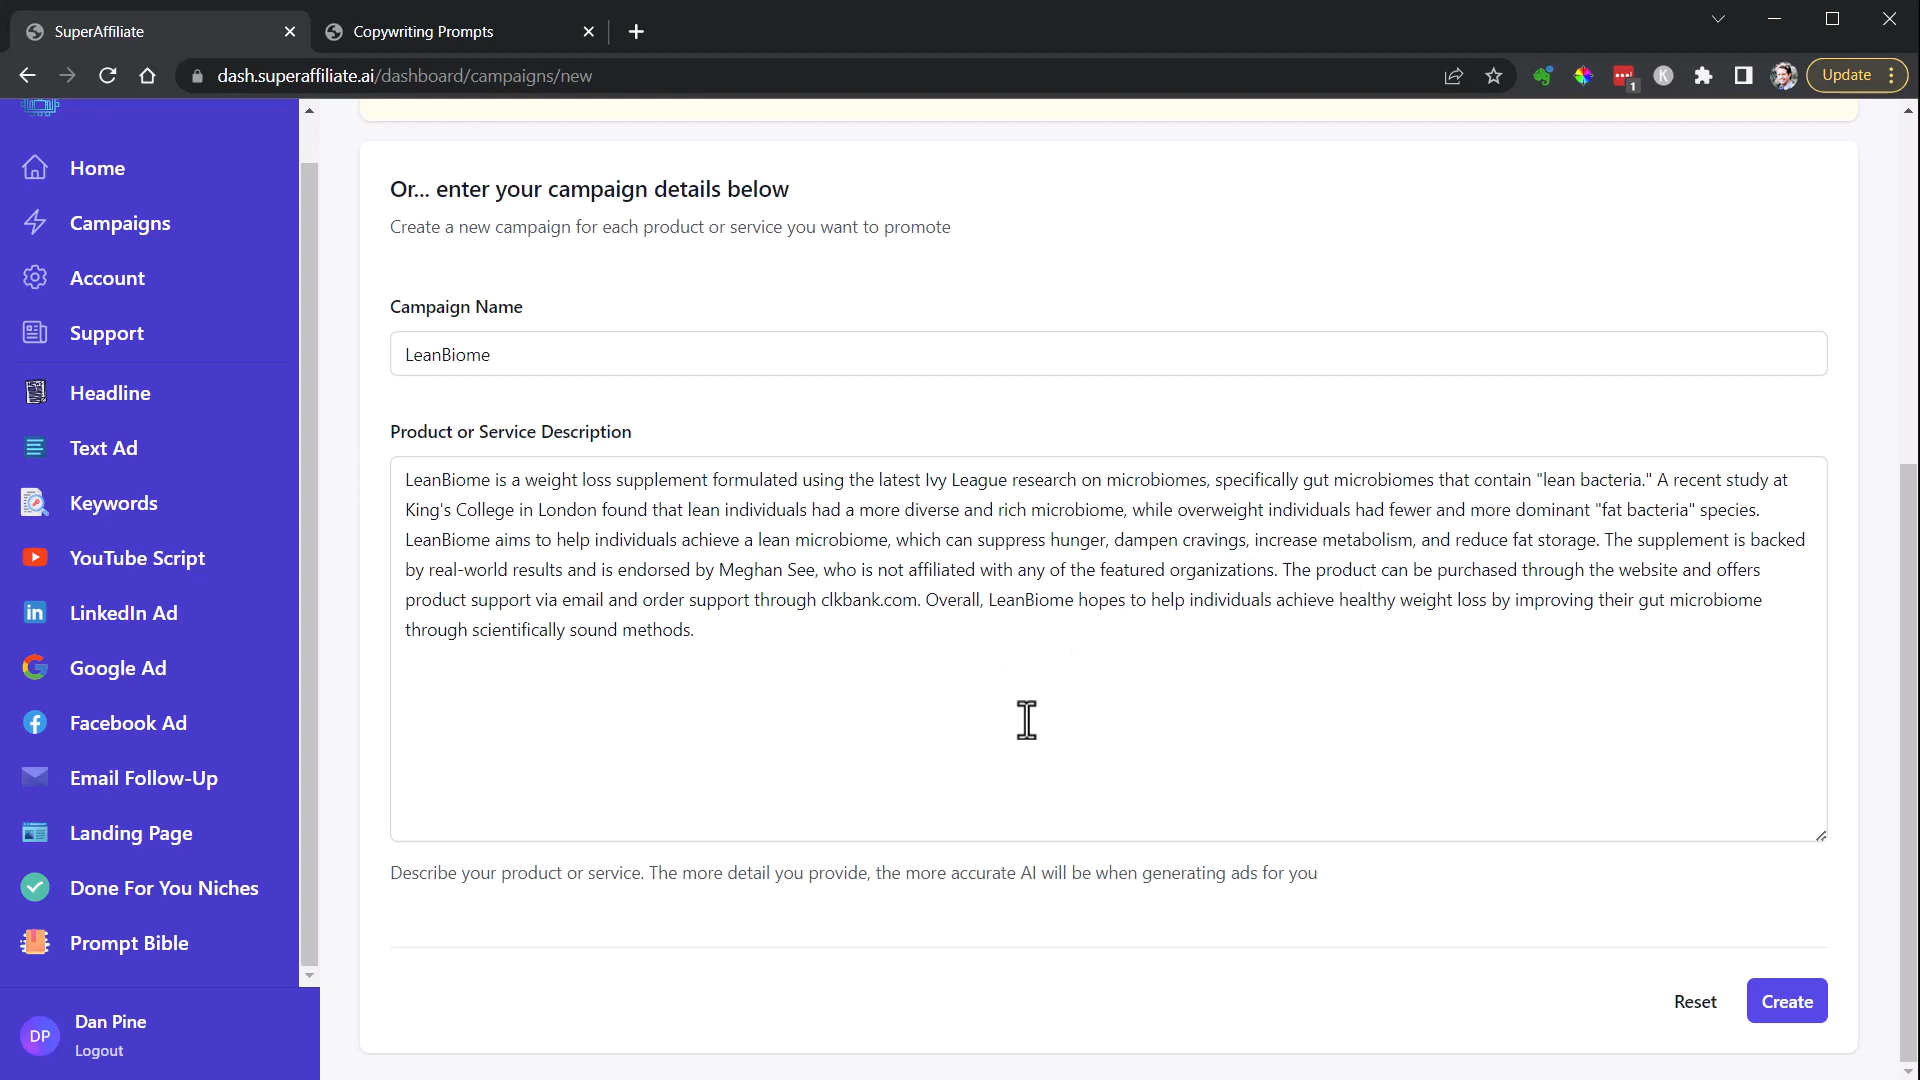 SuperAffiliate
Copywriting Prompts
dash.superaffiliate.ai/dashboard/campaigns/new
1
K
Update
Home
Campaigns
Account
Support
Headline
Text Ad
Keywords
YouTube Script
LinkedIn Ad
Google Ad
Facebook Ad
Email Follow-Up
Landing Page
Done For You Niches
Prompt Bible
DP
Dan Pine
Logout
Or... enter your campaign details below
Create a new campaign for each product or service you want to promote
Campaign Name
LeanBiome
Product or Service Description
LeanBiome is a weight loss supplement formulated using the latest Ivy League research on microbiomes, specifically gut microbiomes that contain "lean bacteria." A recent study at
King's College in London found that lean individuals had a more diverse and rich microbiome, while overweight individuals had fewer and more dominant "fat bacteria" species.
LeanBiome aims to help individuals achieve a lean microbiome, which can suppress hunger, dampen cravings, increase metabolism, and reduce fat storage. The supplement is backed
by real-world results and is endorsed by Meghan See, who is not affiliated with any of the featured organizations. The product can be purchased through the website and offers
product support via email and order support through clkbank.com. Overall, LeanBiome hopes to help individuals achieve healthy weight loss by improving their gut microbiome
through scientifically sound methods.
Describe your product or service. The more detail you provide, the more accurate AI will be when generating ads for you
Reset
Create